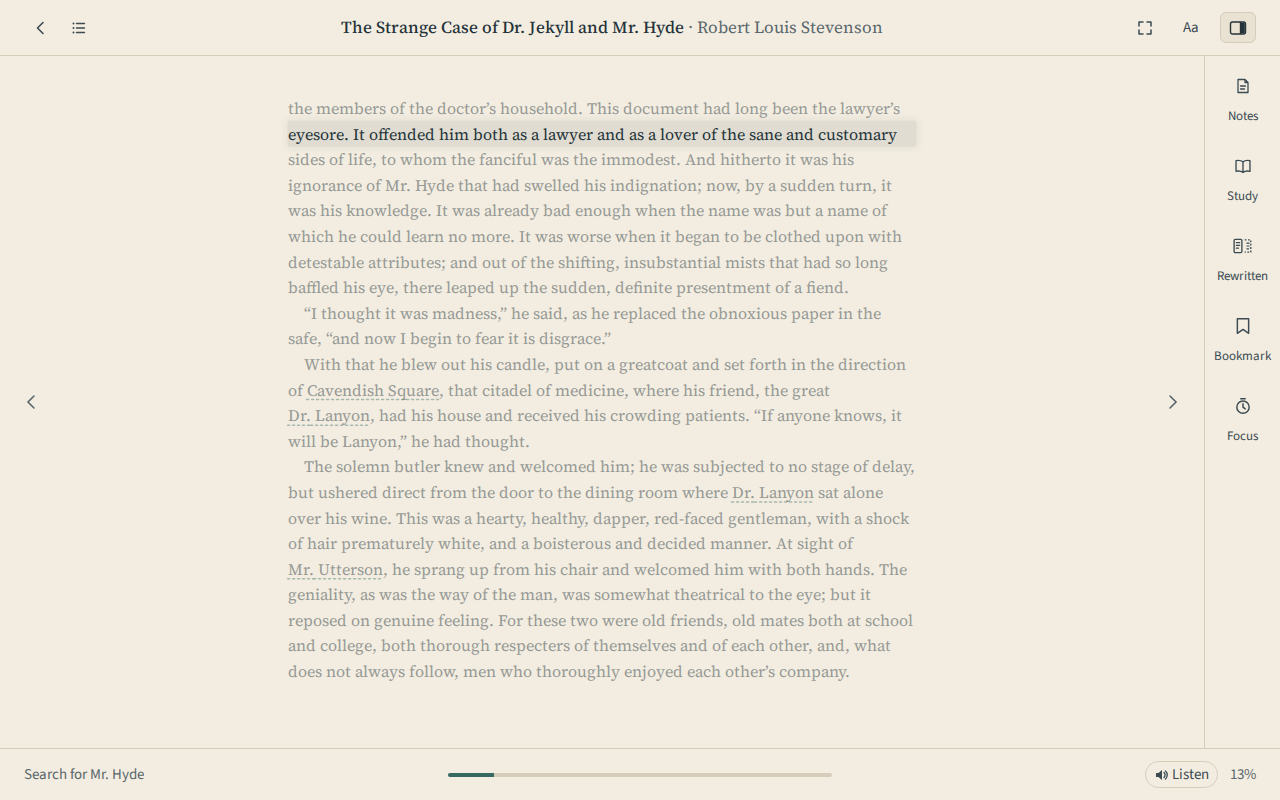 The Strange Case of Dr. Jekyll and Mr. Hyde · Robert Louis Stevenson
Aa
the members of the doctor’s household. This document had long been the lawyer’s
eyesore. It offended him both as a lawyer and as a lover of the sane and customary
sides of life, to whom the fanciful was the immodest. And hitherto it was his
ignorance of Mr. Hyde that had swelled his indignation; now, by a sudden turn, it
was his knowledge. It was already bad enough when the name was but a name of
which he could learn no more. It was worse when it began to be clothed upon with
detestable attributes; and out of the shifting, insubstantial mists that had so long
baffled his eye, there leaped up the sudden, definite presentment of a fiend.
“I thought it was madness,” he said, as he replaced the obnoxious paper in the
safe, “and now I begin to fear it is disgrace.”
With that he blew out his candle, put on a greatcoat and set forth in the direction
of Cavendish Square, that citadel of medicine, where his friend, the great
Dr. Lanyon, had his house and received his crowding patients. “If anyone knows, it
will be Lanyon,” he had thought.
The solemn butler knew and welcomed him; he was subjected to no stage of delay,
but ushered direct from the door to the dining room where Dr. Lanyon sat alone
over his wine. This was a hearty, healthy, dapper, red-faced gentleman, with a shock
of hair prematurely white, and a boisterous and decided manner. At sight of
Mr. Utterson, he sprang up from his chair and welcomed him with both hands. The
geniality, as was the way of the man, was somewhat theatrical to the eye; but it
reposed on genuine feeling. For these two were old friends, old mates both at school
and college, both thorough respecters of themselves and of each other, and, what
does not always follow, men who thoroughly enjoyed each other’s company.
Notes
Study
Rewritten
Bookmark
Focus
Search for Mr. Hyde
Listen
13%